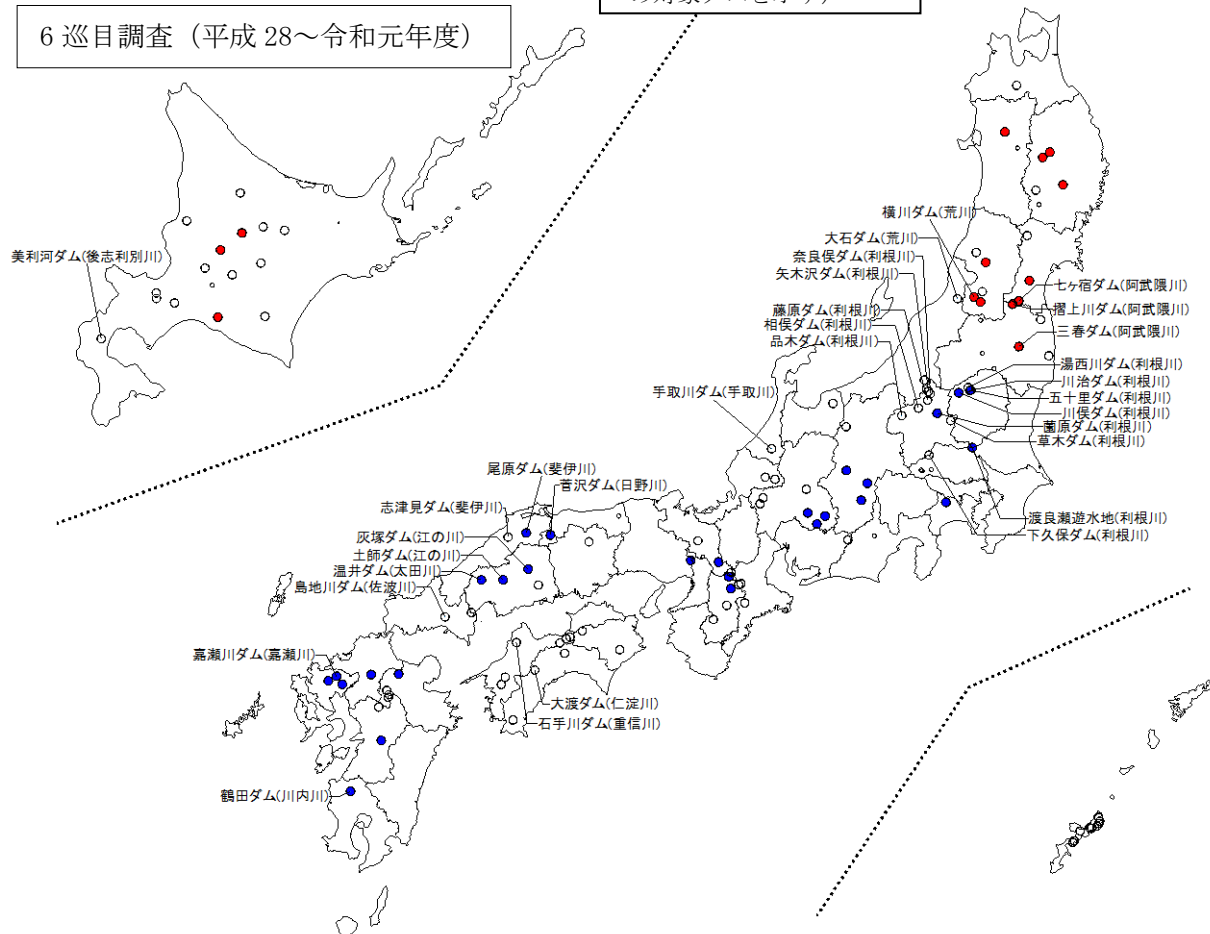 6 巡目調査（平成 28～令和元年度）
美利河ダム(後志利別川)
横川ダム(荒川)
大石ダム(荒川)
奈良俣ダム(利根川)
矢木沢ダム(利根川)
藤原ダム(利根川)
相俣ダム(利根川)
品木ダム(利根川)
七ヶ宿ダム(阿武隈川)
摺上川ダム(阿武隈川)
三春ダム(阿武隈川)
湯西川ダム(利根川)
川治ダム(利根川)
五十里ダム(利根川)
川俣ダム(利根川)
薗原ダム(利根川)
草木ダム(利根川)
渡良瀬遊水地(利根川)
下久保ダム(利根川)
手取川ダム(手取川)
尾原ダム(斐伊川)
菅沢ダム(日野川)
志津見ダム(斐伊川)
灰塚ダム(江の川)
土師ダム(江の川)
温井ダム(太田川)
島地川ダム(佐波川)
嘉瀬川ダム(嘉瀬川)
大渡ダム(仁淀川)
石手川ダム(重信川)
鶴田ダム(川内川)